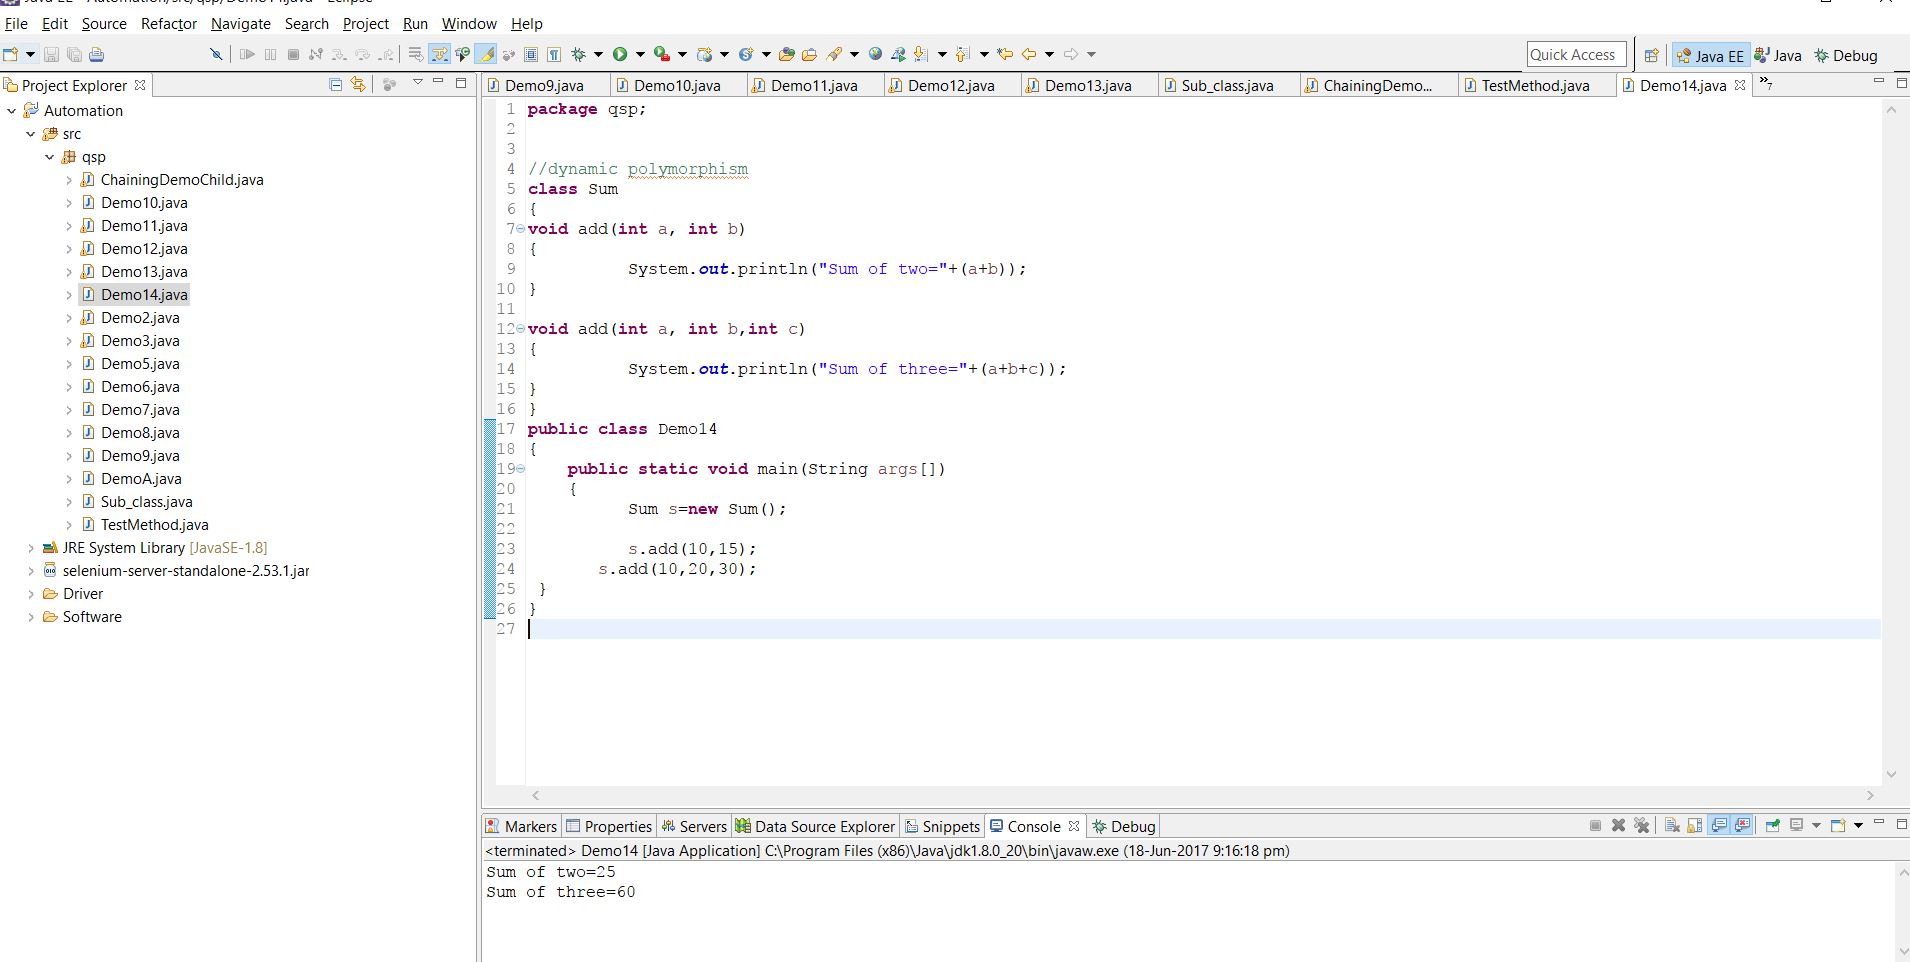 Java EE - Automation/src/qsp/Demo14.java - Eclipse
File Edit Source Refactor Navigate Search Project Run Window Help
Quick Access Java EE Java Debug
Project Explorer
Automation
src
qsp
ChainingDemoChild.java
Demo10.java
Demo11.java
Demo12.java
Demo13.java
Demo14.java
Demo2.java
Demo3.java
Demo5.java
Demo6.java
Demo7.java
Demo8.java
Demo9.java
DemoA.java
Sub_class.java
TestMethod.java
JRE System Library [JavaSE-1.8]
selenium-server-standalone-2.53.1.jar
Driver
Software
Demo9.java Demo10.java Demo11.java Demo12.java Demo13.java Sub_class.java ChainingDemo... TestMethod.java Demo14.java »7
1 package qsp;
2
3
4 //dynamic polymorphism
5 class Sum
6 {
7 void add(int a, int b)
8 {
9 System.out.println("Sum of two="+(a+b));
10 }
11
12 void add(int a, int b,int c)
13 {
14 System.out.println("Sum of three="+(a+b+c));
15 }
16 }
17 public class Demo14
18 {
19 public static void main(String args[])
20 {
21 Sum s=new Sum();
22
23 s.add(10,15);
24 s.add(10,20,30);
25 }
26 }
27
Markers Properties Servers Data Source Explorer Snippets Console Debug
<terminated> Demo14 [Java Application] C:\Program Files (x86)\Java\jdk1.8.0_20\bin\javaw.exe (18-Jun-2017 9:16:18 pm)
Sum of two=25
Sum of three=60